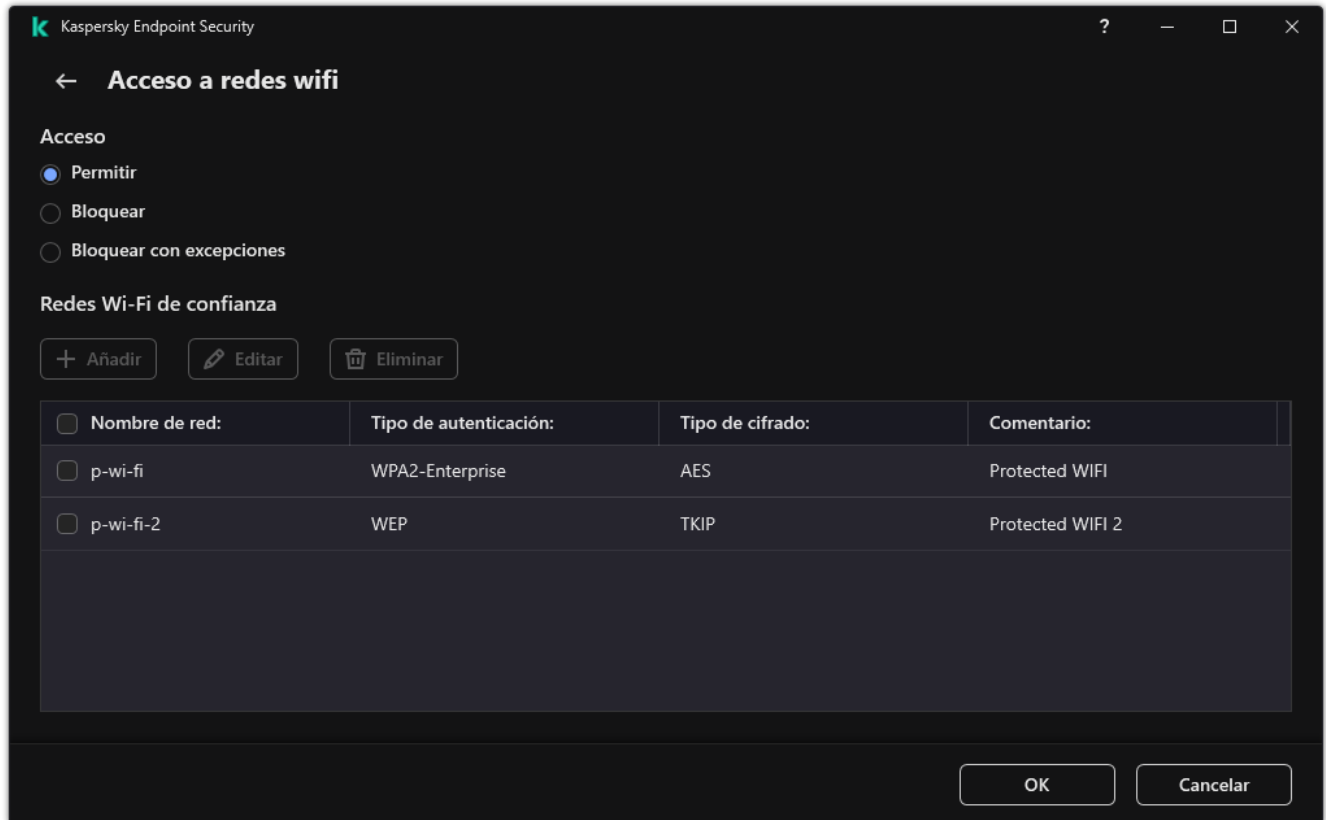 Kaspersky Endpoint Security ?
Acceso a redes wifi
Acceso
Permitir
Bloquear
Bloquear con excepciones
Redes Wi-Fi de confianza
Añadir Editar Eliminar
Nombre de red: Tipo de autenticación: Tipo de cifrado: Comentario:
p-wi-fi WPA2-Enterprise AES Protected WIFI
p-wi-fi-2 WEP TKIP Protected WIFI 2
OK Cancelar